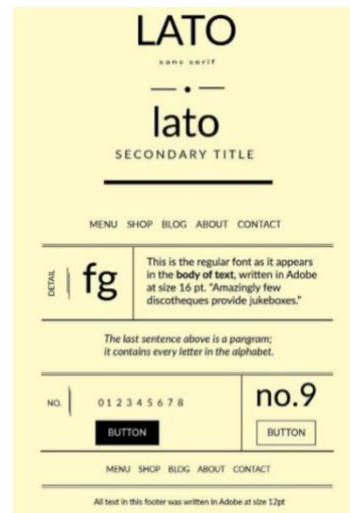 LATO
sans serif
lato
SECONDARY TITLE
MENU SHOP BLOG ABOUT CONTACT
DETAIL
fg
This is the regular font as it appears
in the body of text, written in Adobe
at size 16 pt. "Amazingly few
discotheques provide jukeboxes."
The last sentence above is a pangram;
it contains every letter in the alphabet.
NO.
0 1 2 3 4 5 6 7 8
no.9
BUTTON
BUTTON
MENU SHOP BLOG ABOUT CONTACT
All text in this footer was written in Adobe at size 12pt